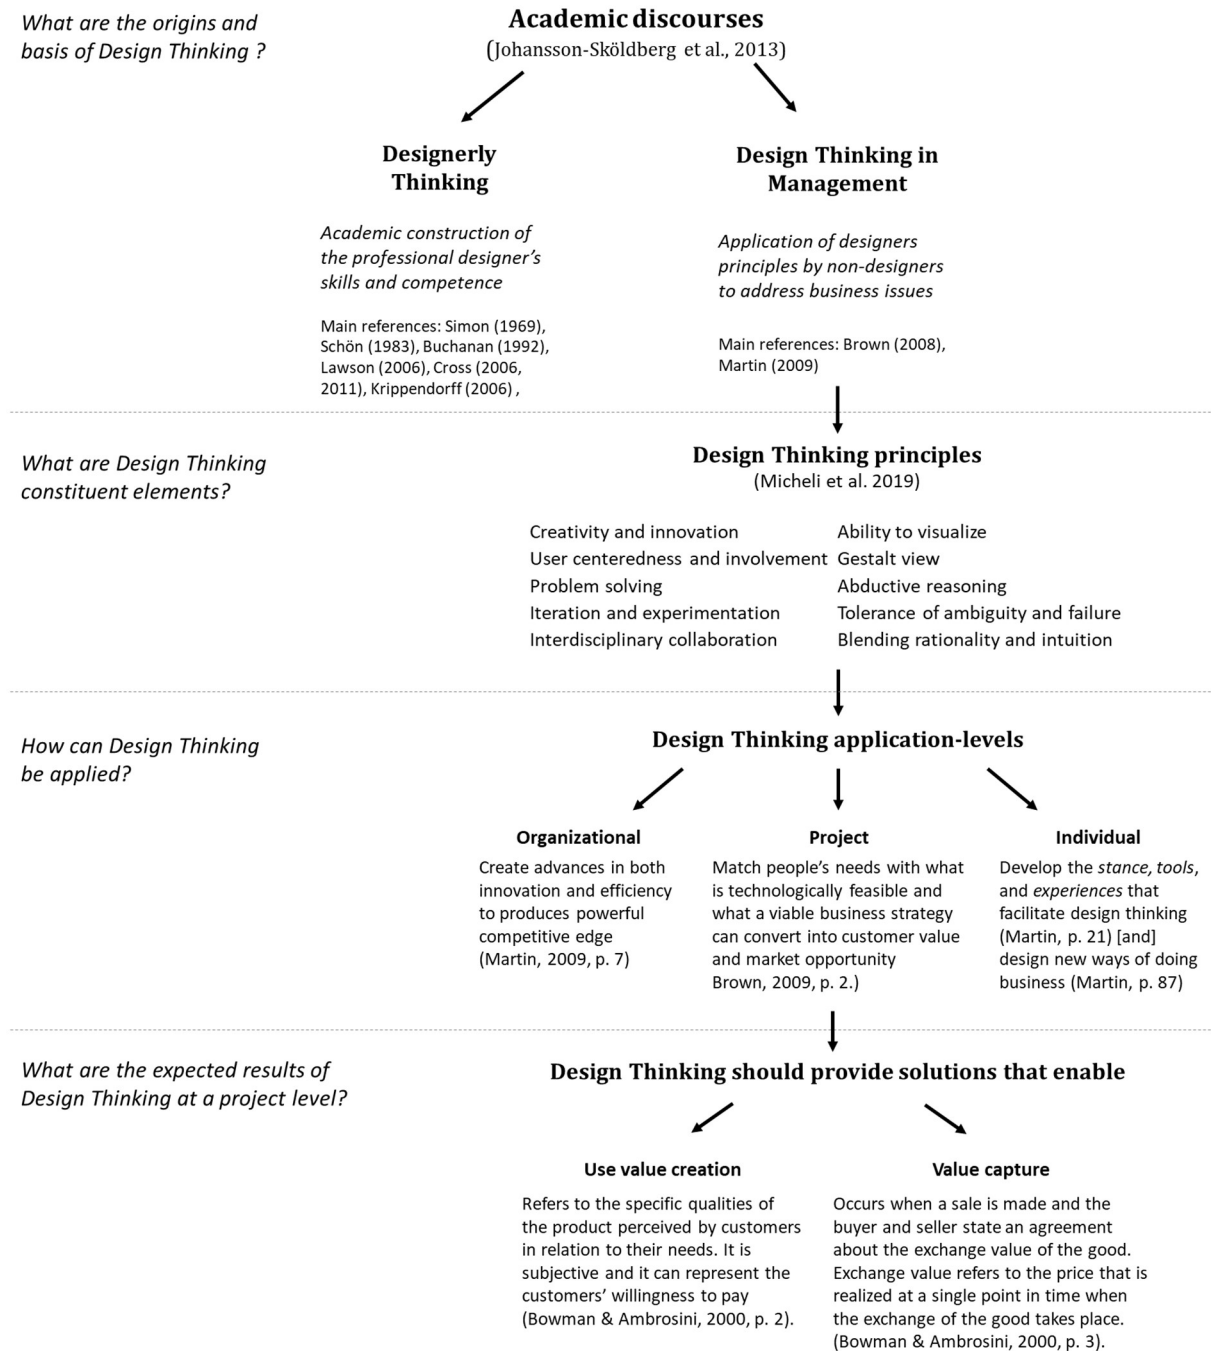 What are the origins and
basis of Design Thinking ?
Academic discourses
(Johansson-Sköldberg et al., 2013)
Designerly
Thinking
Academic construction of
the professional designer's
skills and competence
Main references: Simon (1969),
Schön (1983), Buchanan (1992),
Lawson (2006), Cross (2006,
2011), Krippendorff (2006) ,
Design Thinking in
Management
Application of designers
principles by non-designers
to address business issues
Main references: Brown (2008),
Martin (2009)
What are Design Thinking
constituent elements?
Design Thinking principles
(Micheli et al. 2019)
Creativity and innovation
User centeredness and involvement
Problem solving
Iteration and experimentation
Interdisciplinary collaboration
Ability to visualize
Gestalt view
Abductive reasoning
Tolerance of ambiguity and failure
Blending rationality and intuition
How can Design Thinking
be applied?
Design Thinking application-levels
Organizational
Create advances in both
innovation and efficiency
to produces powerful
competitive edge
(Martin, 2009, p. 7)
Project
Match people's needs with what
is technologically feasible and
what a viable business strategy
can convert into customer value
and market opportunity
Brown, 2009, p. 2.)
Individual
Develop the stance, tools,
and experiences that
facilitate design thinking
(Martin, p. 21) [and]
design new ways of doing
business (Martin, p. 87)
What are the expected results of
Design Thinking at a project level?
Design Thinking should provide solutions that enable
Use value creation
Refers to the specific qualities of
the product perceived by customers
in relation to their needs. It is
subjective and it can represent the
customers' willingness to pay
(Bowman & Ambrosini, 2000, p. 2).
Value capture
Occurs when a sale is made and the
buyer and seller state an agreement
about the exchange value of the good.
Exchange value refers to the price that is
realized at a single point in time when
the exchange of the good takes place.
(Bowman & Ambrosini, 2000, p. 3).